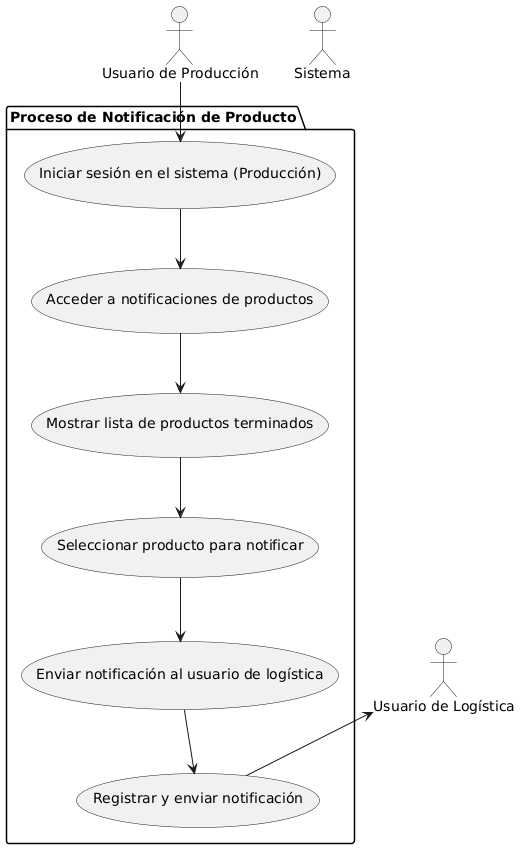 Usuario de Producción
Sistema
Proceso de Notificación de Producto
Iniciar sesión en el sistema (Producción)
Acceder a notificaciones de productos
Mostrar lista de productos terminados
Seleccionar producto para notificar
Enviar notificación al usuario de logística
Usuario de Logística
Registrar y enviar notificación